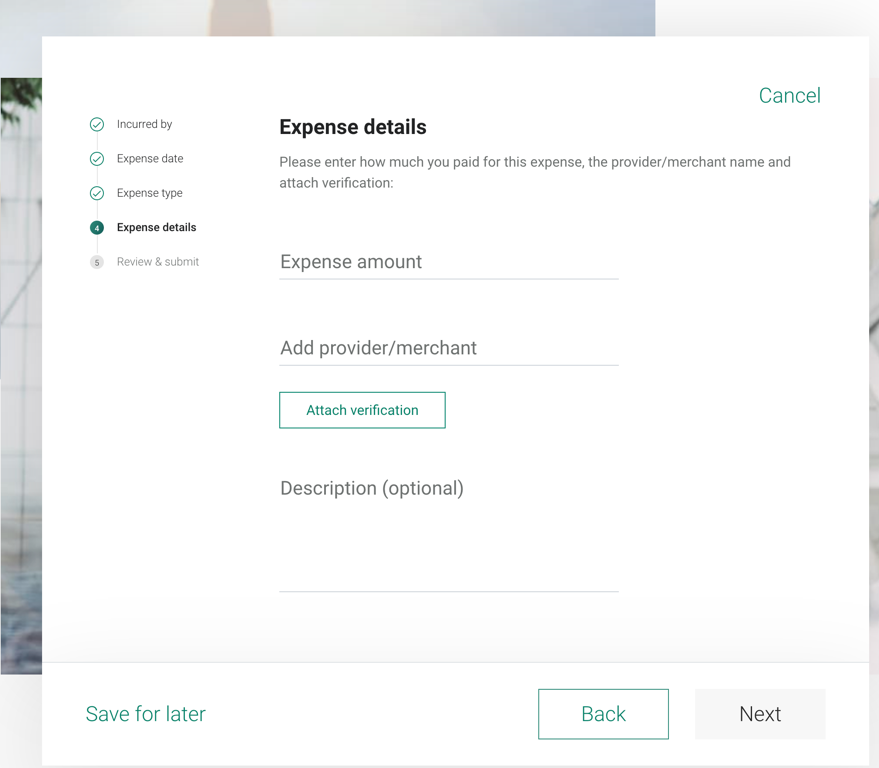 Cancel
Incurred by
Expense date
Expense type
4 Expense details
5 Review & submit
Expense details
Please enter how much you paid for this expense, the provider/merchant name and
attach verification:
Expense amount
Add provider/merchant
Attach verification
Description (optional)
Save for later
Back
Next